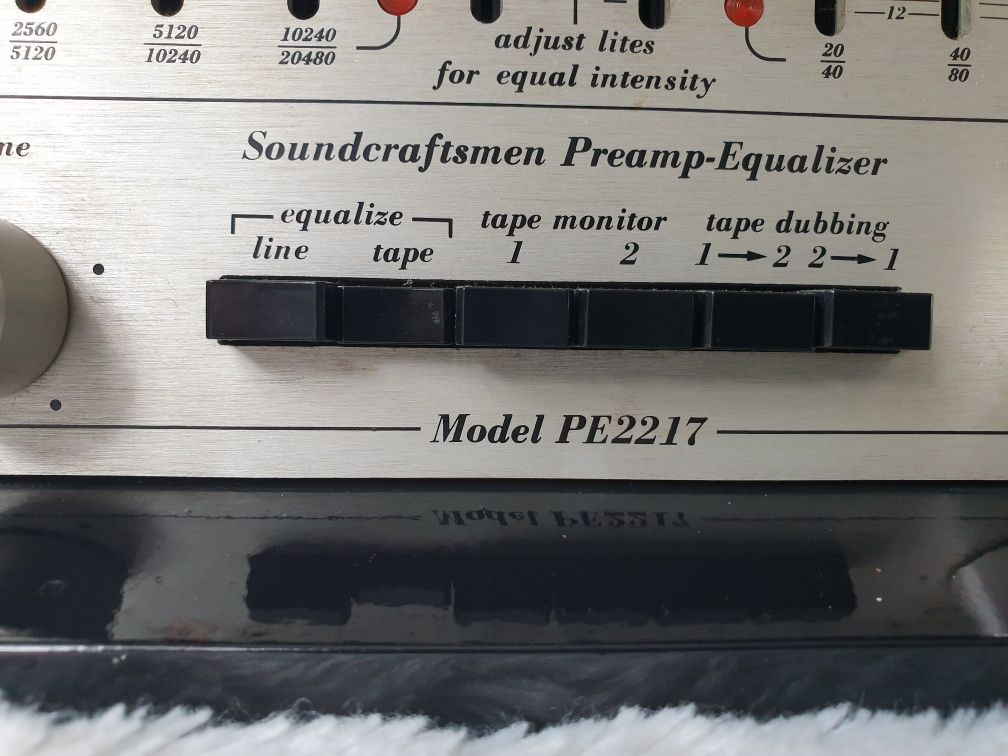 2560 5120 10240 12
5120 10240 20480 20 40
40 80
adjust lites
for equal intensity
me
Soundcraftsmen Preamp-Equalizer
equalize tape monitor tape dubbing
line tape 1 2 1→2 2→1
Model PE2217